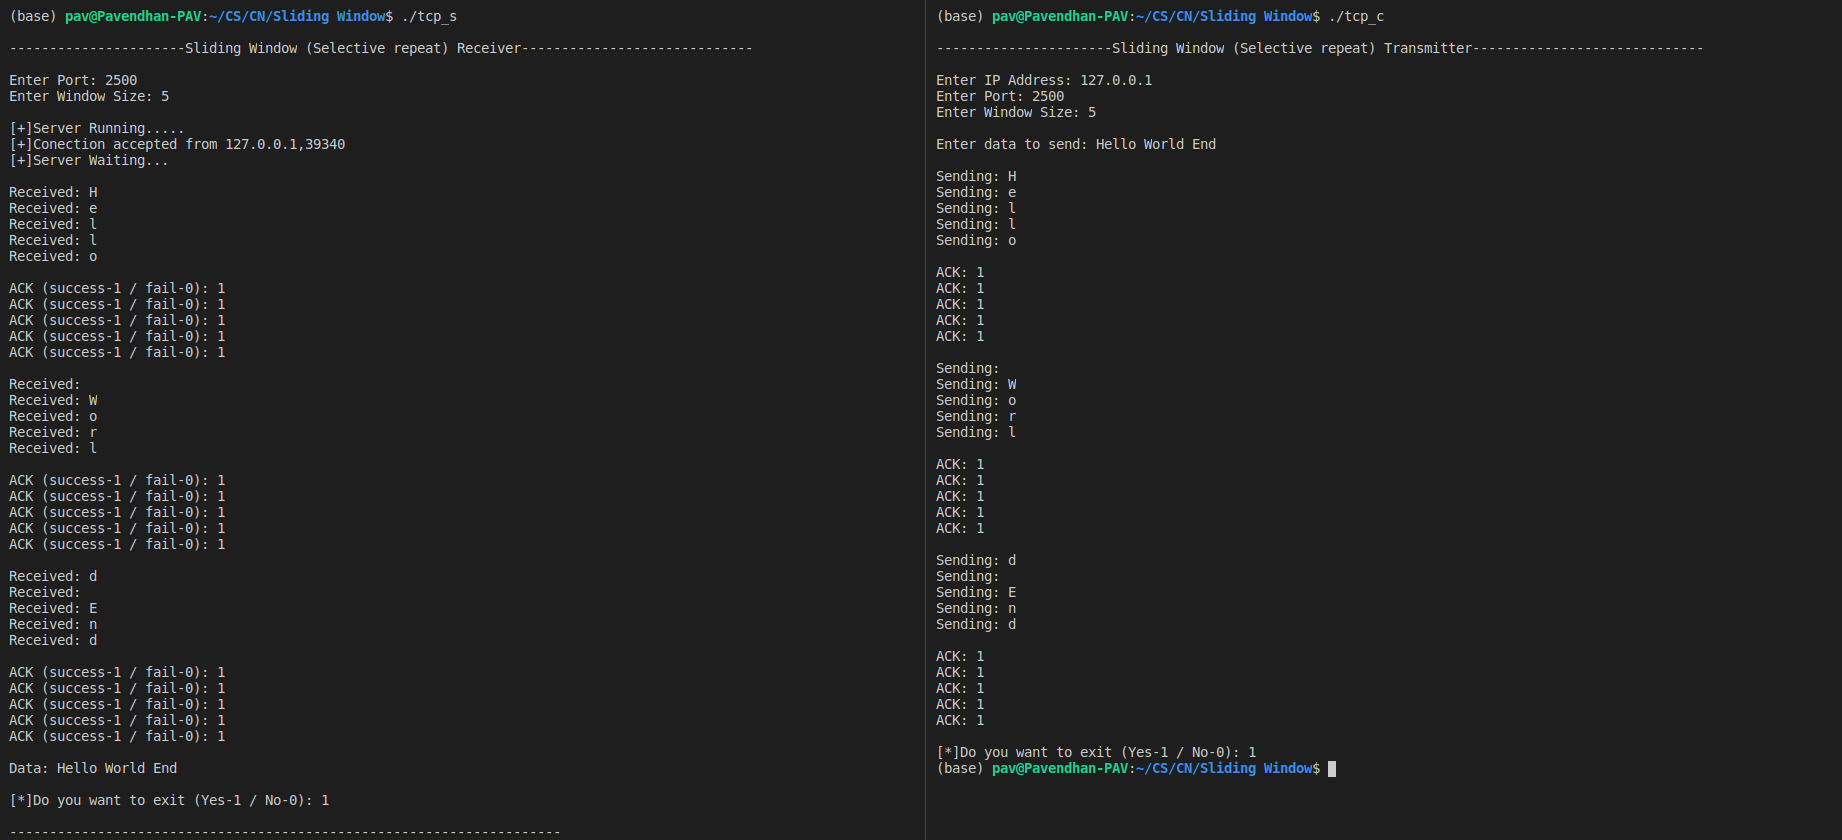 (base) pav@Pavendhan-PAV:~/CS/CN/Sliding Window$ ./tcp_s
----------------------Sliding Window (Selective repeat) Receiver-----------------------------
Enter Port: 2500
Enter Window Size: 5
[+]Server Running.....
[+]Conection accepted from 127.0.0.1,39340
[+]Server Waiting...
Received: H
Received: e
Received: l
Received: l
Received: o
ACK (success-1 / fail-0): 1
ACK (success-1 / fail-0): 1
ACK (success-1 / fail-0): 1
ACK (success-1 / fail-0): 1
ACK (success-1 / fail-0): 1
Received:
Received: W
Received: o
Received: r
Received: l
ACK (success-1 / fail-0): 1
ACK (success-1 / fail-0): 1
ACK (success-1 / fail-0): 1
ACK (success-1 / fail-0): 1
ACK (success-1 / fail-0): 1
Received: d
Received:
Received: E
Received: n
Received: d
ACK (success-1 / fail-0): 1
ACK (success-1 / fail-0): 1
ACK (success-1 / fail-0): 1
ACK (success-1 / fail-0): 1
ACK (success-1 / fail-0): 1
Data: Hello World End
[*]Do you want to exit (Yes-1 / No-0): 1
---------------------------------------------------------------------
(base) pav@Pavendhan-PAV:~/CS/CN/Sliding Window$ ./tcp_c
----------------------Sliding Window (Selective repeat) Transmitter-----------------------------
Enter IP Address: 127.0.0.1
Enter Port: 2500
Enter Window Size: 5
Enter data to send: Hello World End
Sending: H
Sending: e
Sending: l
Sending: l
Sending: o
ACK: 1
ACK: 1
ACK: 1
ACK: 1
ACK: 1
Sending:
Sending: W
Sending: o
Sending: r
Sending: l
ACK: 1
ACK: 1
ACK: 1
ACK: 1
ACK: 1
Sending: d
Sending:
Sending: E
Sending: n
Sending: d
ACK: 1
ACK: 1
ACK: 1
ACK: 1
ACK: 1
[*]Do you want to exit (Yes-1 / No-0): 1
(base) pav@Pavendhan-PAV:~/CS/CN/Sliding Window$